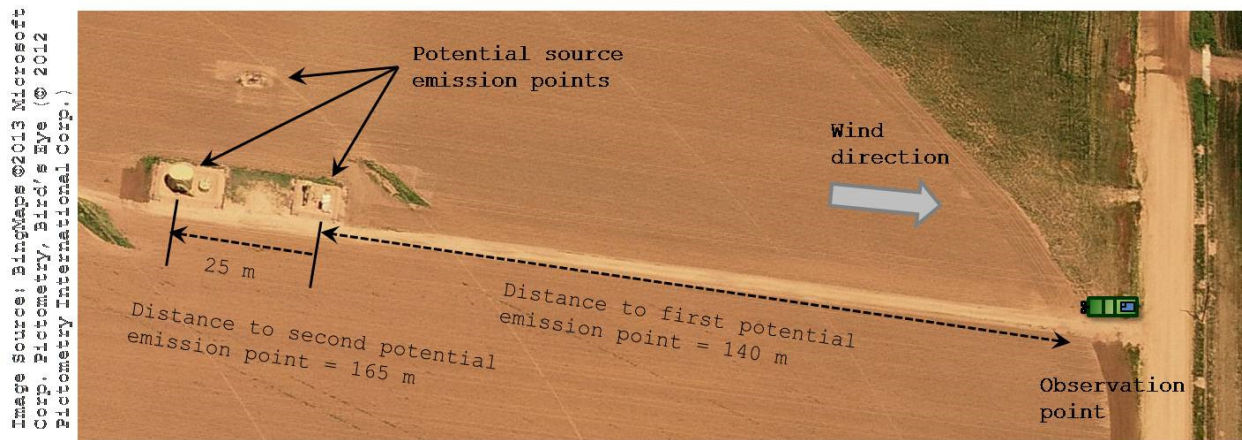 Image Source: BingMaps ©2013 Microsoft
Corp. Pictometry, Bird's Eye (© 2012
Pictometry International Corp.)
Potential source
emission points
Wind
direction
25 m
Distance to second potential
emission point = 165 m
Distance to first potential
emission point = 140 m
Observation
point